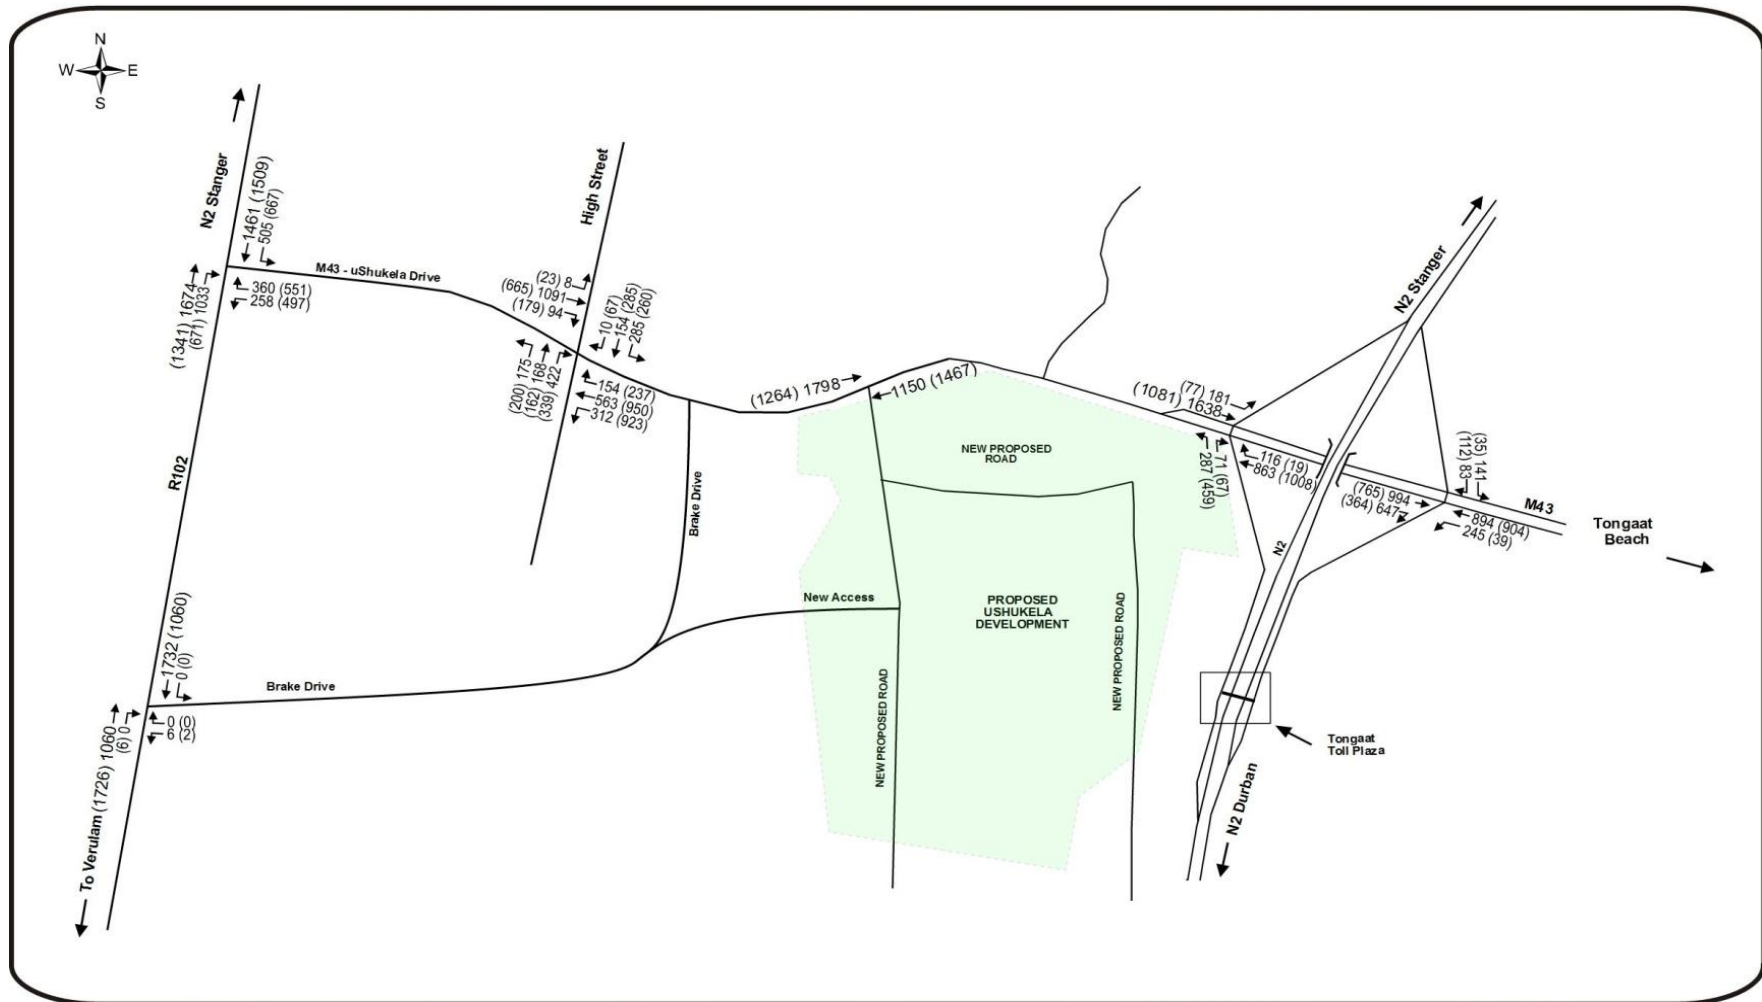 N
W
E
S
N2 Stanger
1461 (1509)
505 (667)
(1341) 1674
(671) 1033
360 (551)
258 (497)
M43 - uShukela Drive
High Street
(23) 8
(665) 1091
(179) 94
10 (67)
154 (285)
285 (260)
(200) 175
(162) 168
(339) 422
154 (237)
563 (950)
312 (923)
(1264) 1798
1150 (1467)
(1081) 1638
(77) 181
71 (67)
287 (459)
116 (19)
863 (1008)
N2 Stanger
(35) 141
(112) 83
(765) 994
(364) 647
894 (904)
245 (39)
M43
Tongaat
Beach
R102
Brake Drive
NEW PROPOSED
ROAD
N2
New Access
PROPOSED
USHUKELA
DEVELOPMENT
NEW PROPOSED ROAD
NEW PROPOSED ROAD
1732 (1060)
0 (0)
Brake Drive
0 (0)
6 (2)
To Verulam (1726) 1060
(6) 0
Tongaat
Toll Plaza
N2 Durban